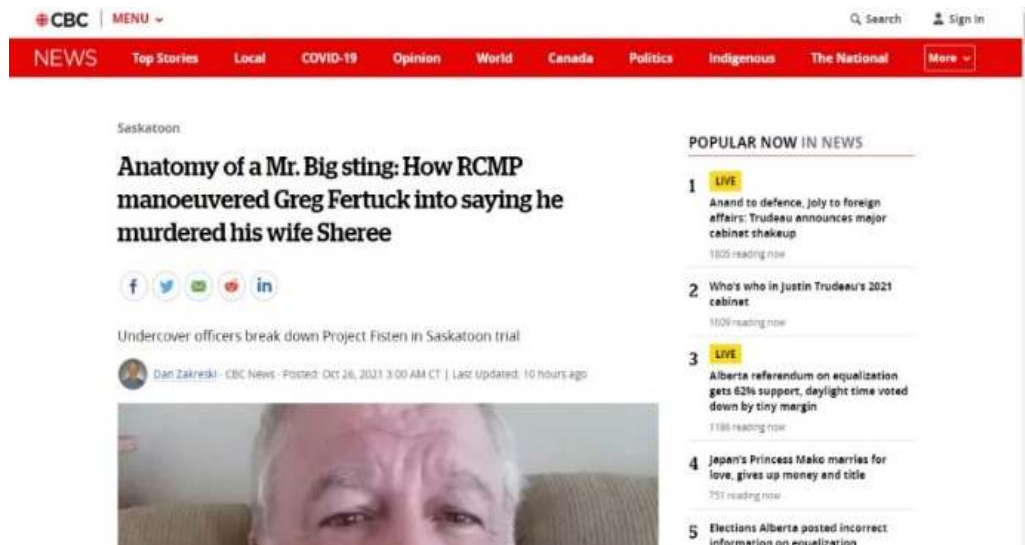 CBC MENU
Search Sign In
NEWS Top Stories Local COVID-19 Opinion World Canada Politics Indigenous The National More
Saskatoon
Anatomy of a Mr. Big sting: How RCMP
manoeuvered Greg Fertuck into saying he
murdered his wife Sheree
f in
Undercover officers break down Project Fisten in Saskatoon trial
Dan Zakreski · CBC News · Posted: Oct 26, 2021 3:00 AM CT | Last Updated: 10 hours ago
POPULAR NOW IN NEWS
1 LIVE
Anand to defence, Joly to foreign
affairs: Trudeau announces major
cabinet shakeup
1805 reading now
2 Who's who in Justin Trudeau's 2021
cabinet
1609 reading now
3 LIVE
Alberta referendum on equalization
gets 62% support, daylight time voted
down by tiny margin
1186 reading now
4 Japan's Princess Mako marries for
love, gives up money and title
751 reading now
5 Elections Alberta posted incorrect
information on equalization